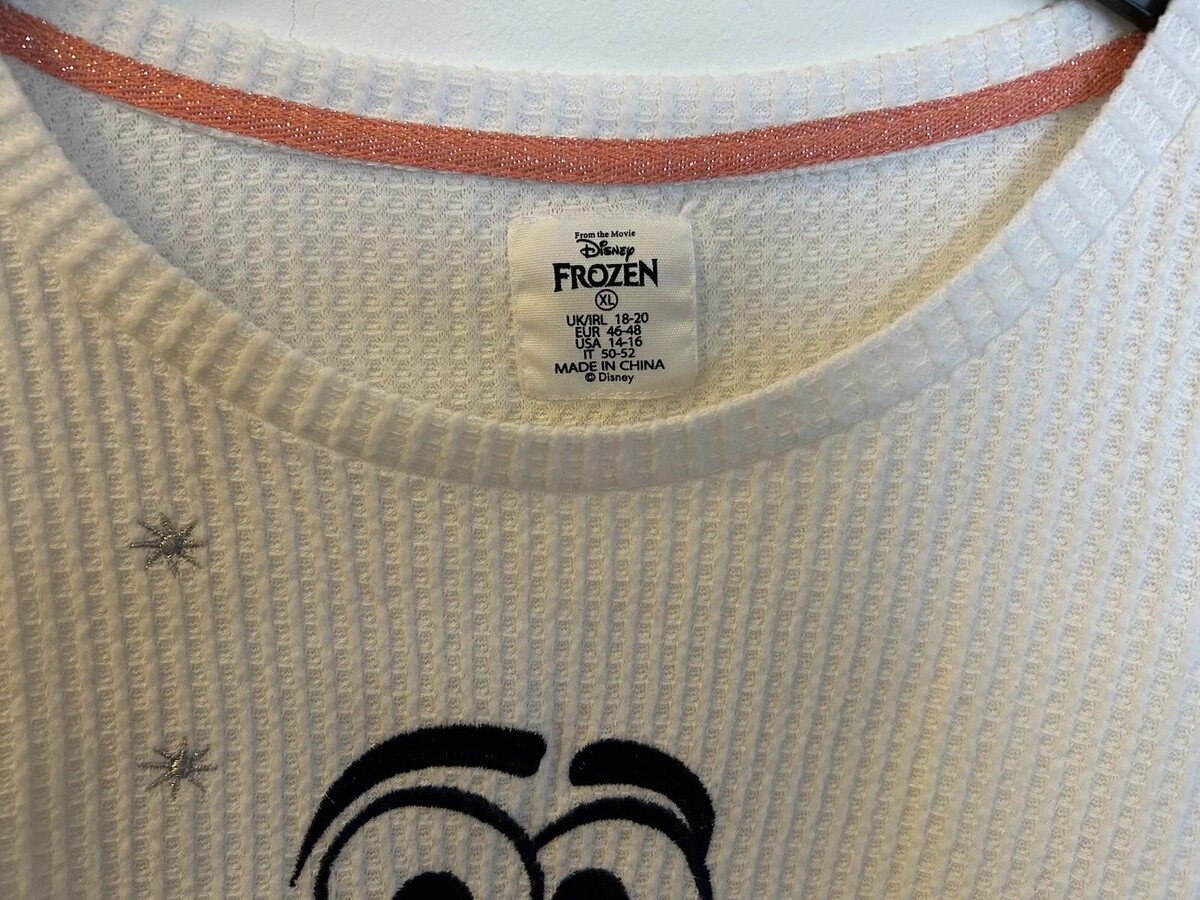 From the Movie
Disney
FROZEN
XL
UK/IRL 18-20
EUR 46-48
USA 14-16
IT 50-52
MADE IN CHINA
© Disney